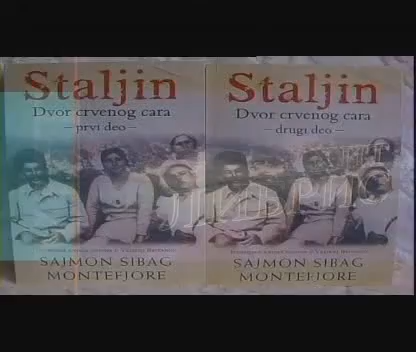 Staljin
Dvor crvenog cara
– prvi deo –
SAJMON SIBAG
MONTEFJORE
Staljin
Dvor crvenog cara
– drugi deo –
SAJMON SIBAG
MONTEFJORE